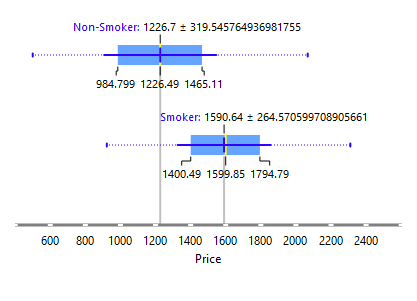 Non-Smoker: 1226.7 ± 319.545764936981755
984.799 1226.49 1465.11
Smoker: 1590.64 ± 264.570599708905661
1400.49 1599.85 1794.79
600 800 1000 1200 1400 1600 1800 2000 2200 2400
Price